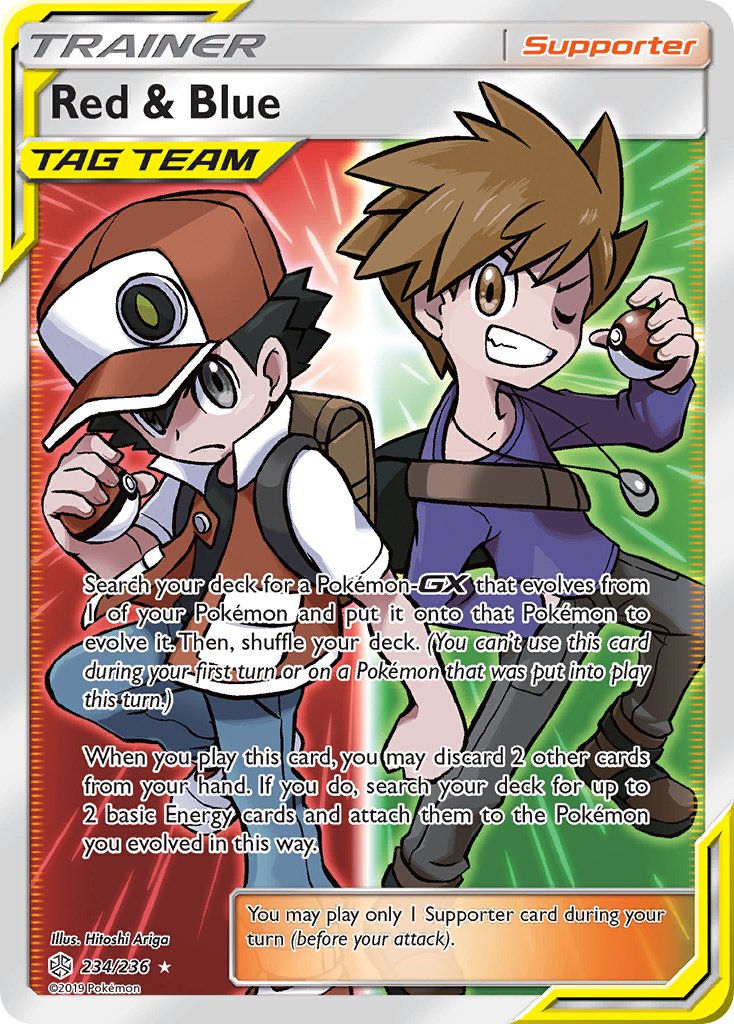 TRAINER
Supporter
Red & Blue
TAG TEAM
Search your deck for a Pokémon-GX that evolves from
1 of your Pokémon and put it onto that Pokémon to
evolve it. Then, shuffle your deck. (You can't use this card
during your first turn or on a Pokémon that was put into play
this turn.)
When you play this card, you may discard 2 other cards
from your hand. If you do, search your deck for up to
2 basic Energy cards and attach them to the Pokémon
you evolved in this way.
You may play only 1 Supporter card during your
turn (before your attack).
Illus. Hitoshi Ariga
234/236
©2019 Pokémon